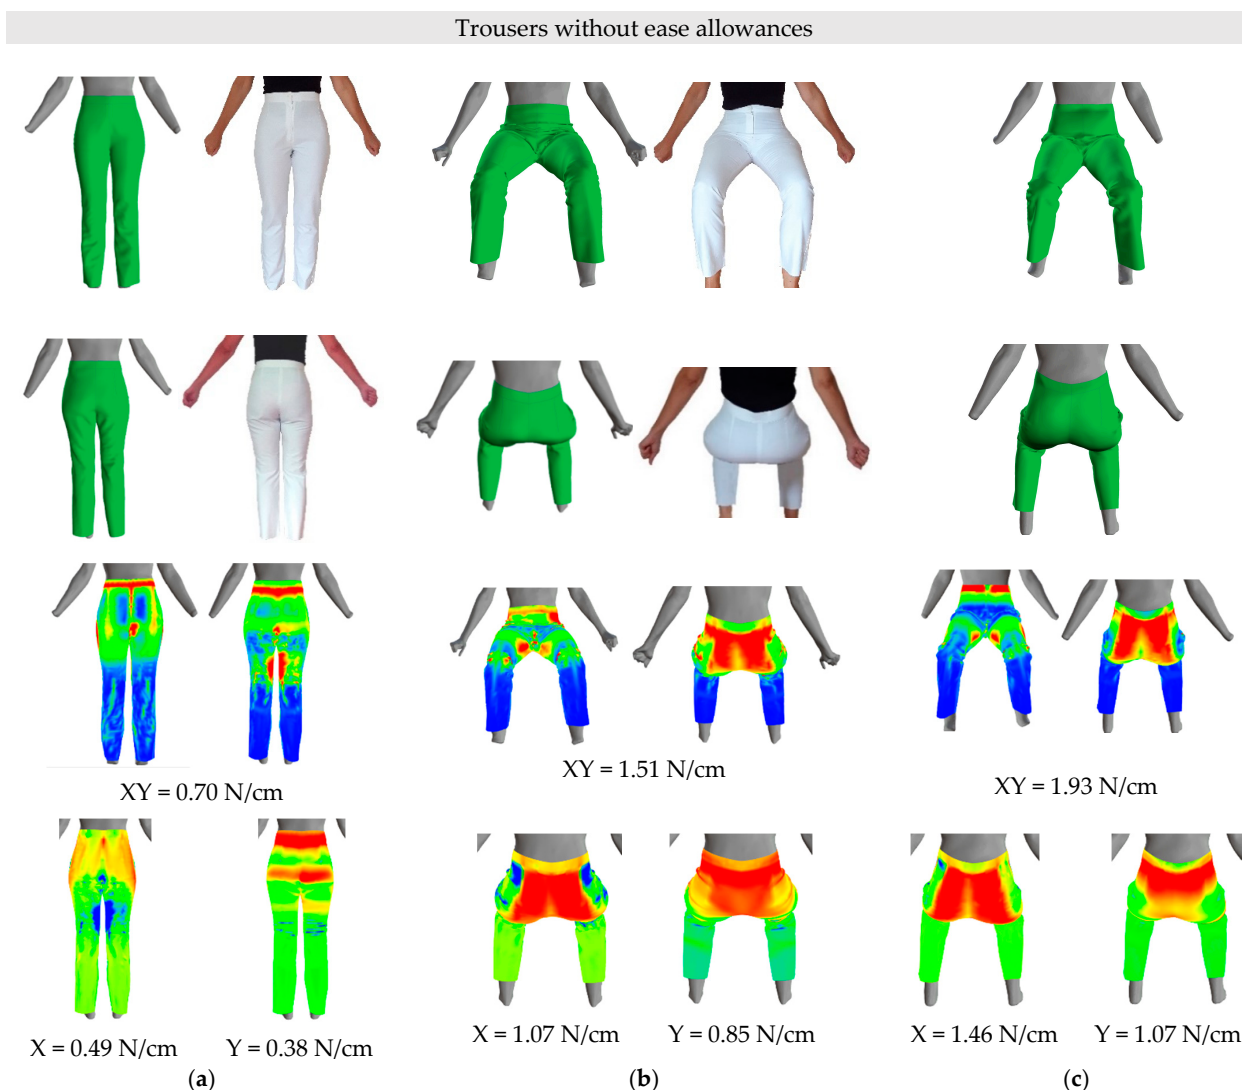 Trousers without ease allowances
XY = 0.70 N/cm
XY = 1.51 N/cm
XY = 1.93 N/cm
X = 0.49 N/cm
Y = 0.38 N/cm
X = 1.07 N/cm
Y = 0.85 N/cm
X = 1.46 N/cm
Y = 1.07 N/cm
(a)
(b)
(c)